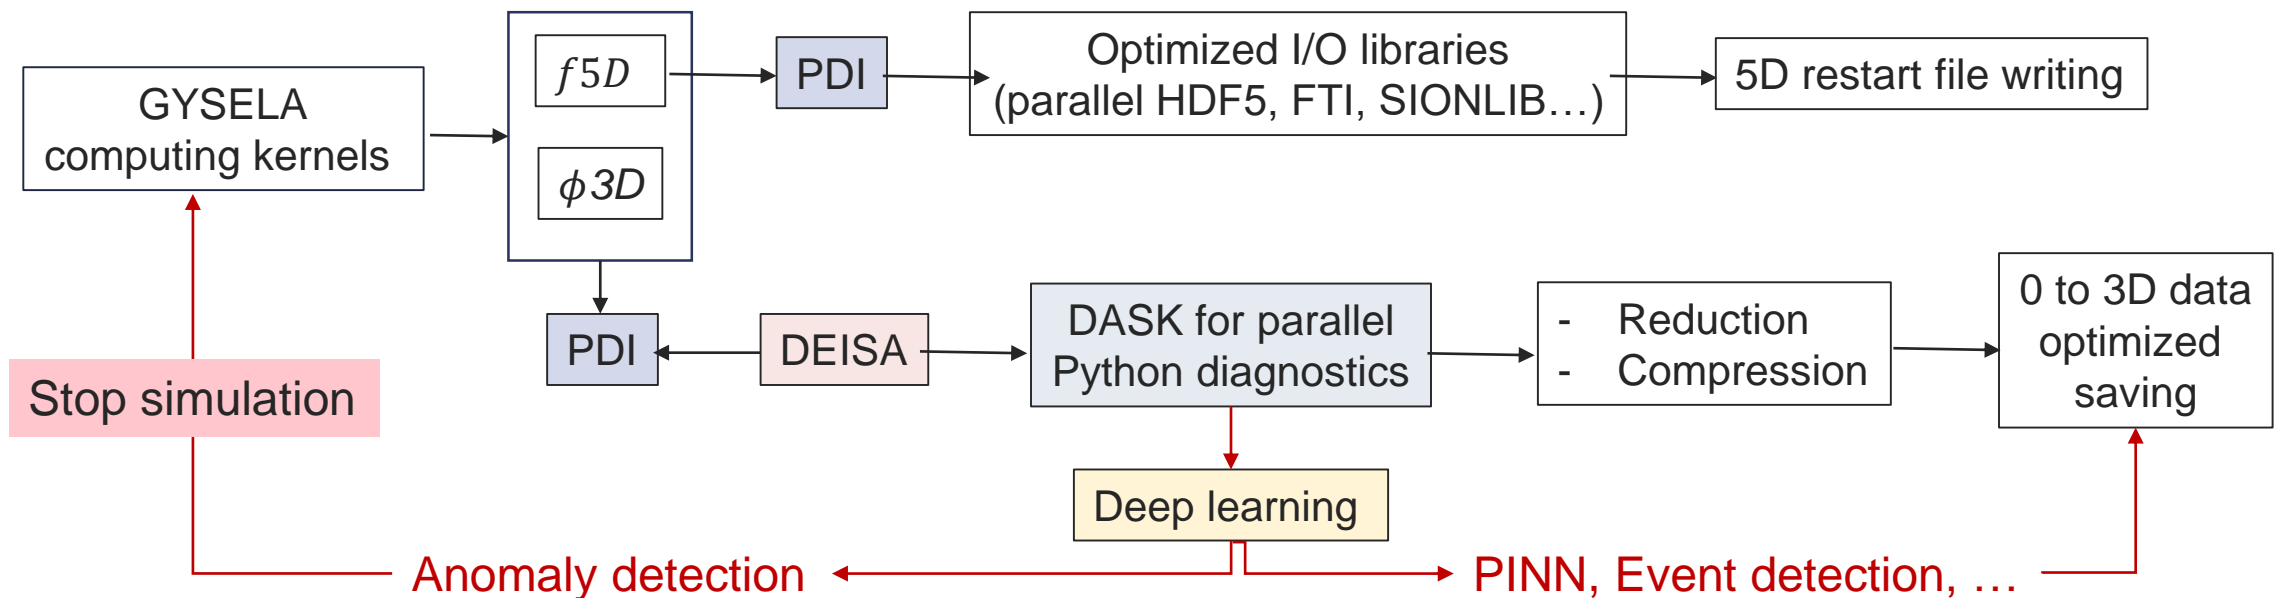 GYSELA
computing kernels
f5D
ϕ3D
PDI
Optimized I/O libraries
(parallel HDF5, FTI, SIONLIB…)
5D restart file writing
PDI
DEISA
DASK for parallel
Python diagnostics
- Reduction
- Compression
0 to 3D data
optimized
saving
Stop simulation
Deep learning
Anomaly detection
PINN, Event detection, …